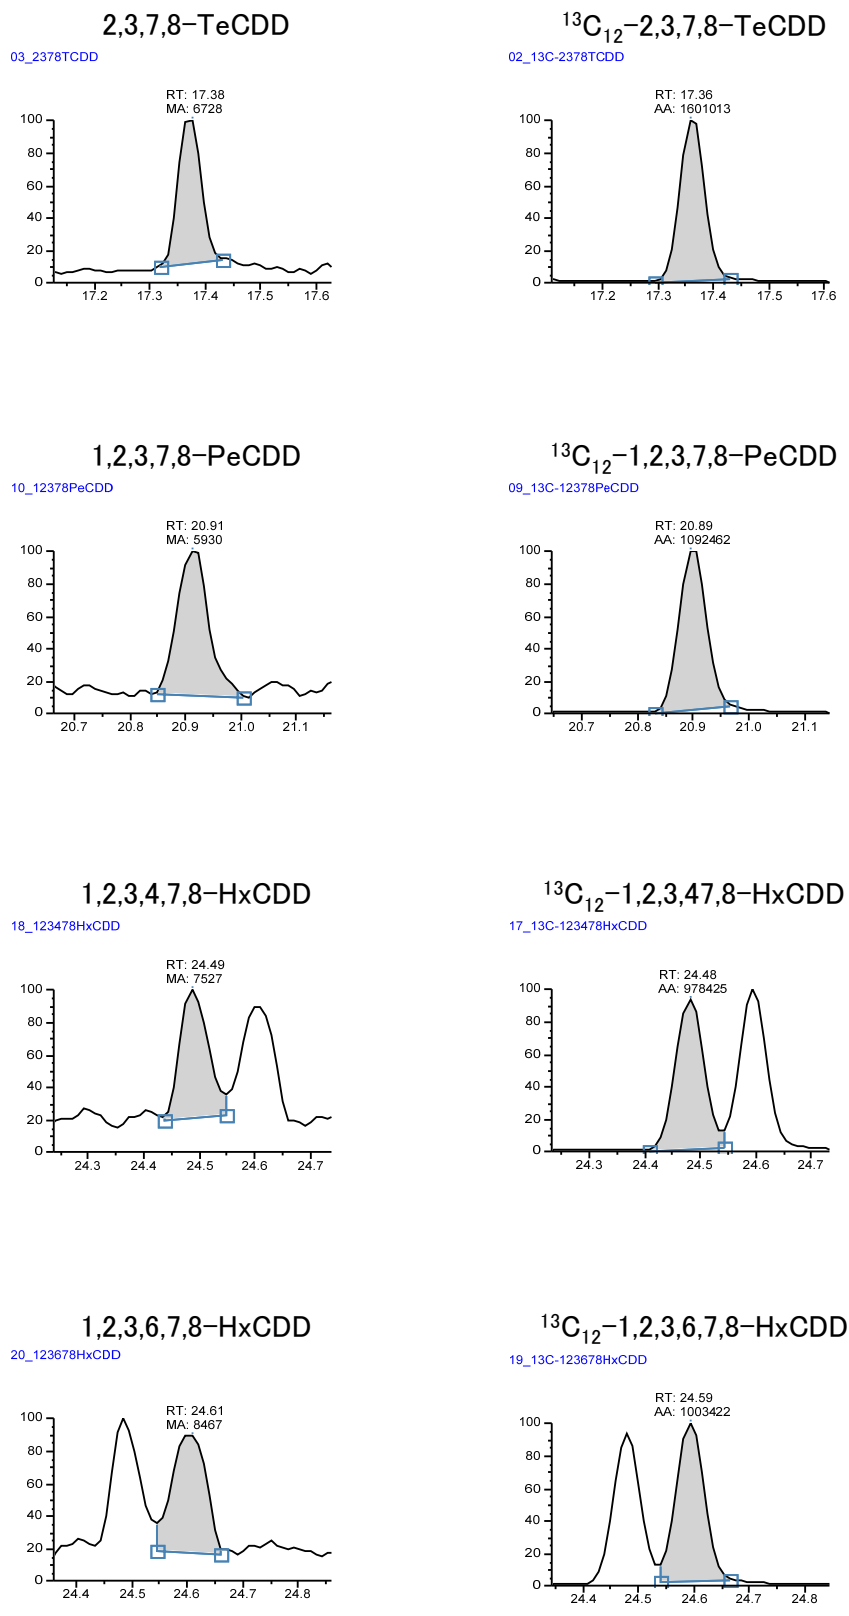 2,3,7,8−TeCDD
¹³C₁₂−2,3,7,8−TeCDD
03_2378TCDD
02_13C-2378TCDD
RT: 17.38
MA: 6728
RT: 17.36
AA: 1601013
100
80
60
40
20
0
17.2 17.3 17.4 17.5 17.6
100
80
60
40
20
0
17.2 17.3 17.4 17.5 17.6
1,2,3,7,8−PeCDD
¹³C₁₂−1,2,3,7,8−PeCDD
10_12378PeCDD
09_13C-12378PeCDD
RT: 20.91
MA: 5930
RT: 20.89
AA: 1092462
100
80
60
40
20
0
20.7 20.8 20.9 21.0 21.1
100
80
60
40
20
0
20.7 20.8 20.9 21.0 21.1
1,2,3,4,7,8−HxCDD
¹³C₁₂−1,2,3,47,8−HxCDD
18_123478HxCDD
17_13C-123478HxCDD
RT: 24.49
MA: 7527
RT: 24.48
AA: 978425
100
80
60
40
20
0
24.3 24.4 24.5 24.6 24.7
100
80
60
40
20
0
24.3 24.4 24.5 24.6 24.7
1,2,3,6,7,8−HxCDD
¹³C₁₂−1,2,3,6,7,8−HxCDD
20_123678HxCDD
19_13C-123678HxCDD
RT: 24.61
MA: 8467
RT: 24.59
AA: 1003422
100
80
60
40
20
0
24.4 24.5 24.6 24.7 24.8
100
80
60
40
20
0
24.4 24.5 24.6 24.7 24.8